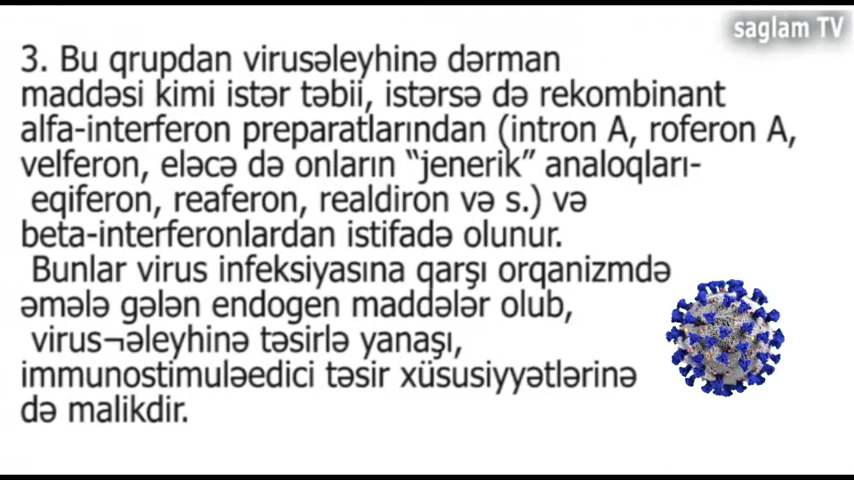 saglam TV
3. Bu qrupdan virusəleyhinə dərman
maddəsi kimi istər təbii, istərsə də rekombinant
alfa-interferon preparatlarından (intron A, roferon A,
velferon, eləcə də onların “jenerik” analoqları-
eqiferon, reaferon, realdiron və s.) və
beta-interferonlardan istifadə olunur.
Bunlar virus infeksiyasına qarşı orqanizmdə
əmələ gələn endogen maddələr olub,
virus¬əleyhinə təsirlə yanaşı,
immunostimuləedici təsir xüsusiyyətlərinə
də malikdir.